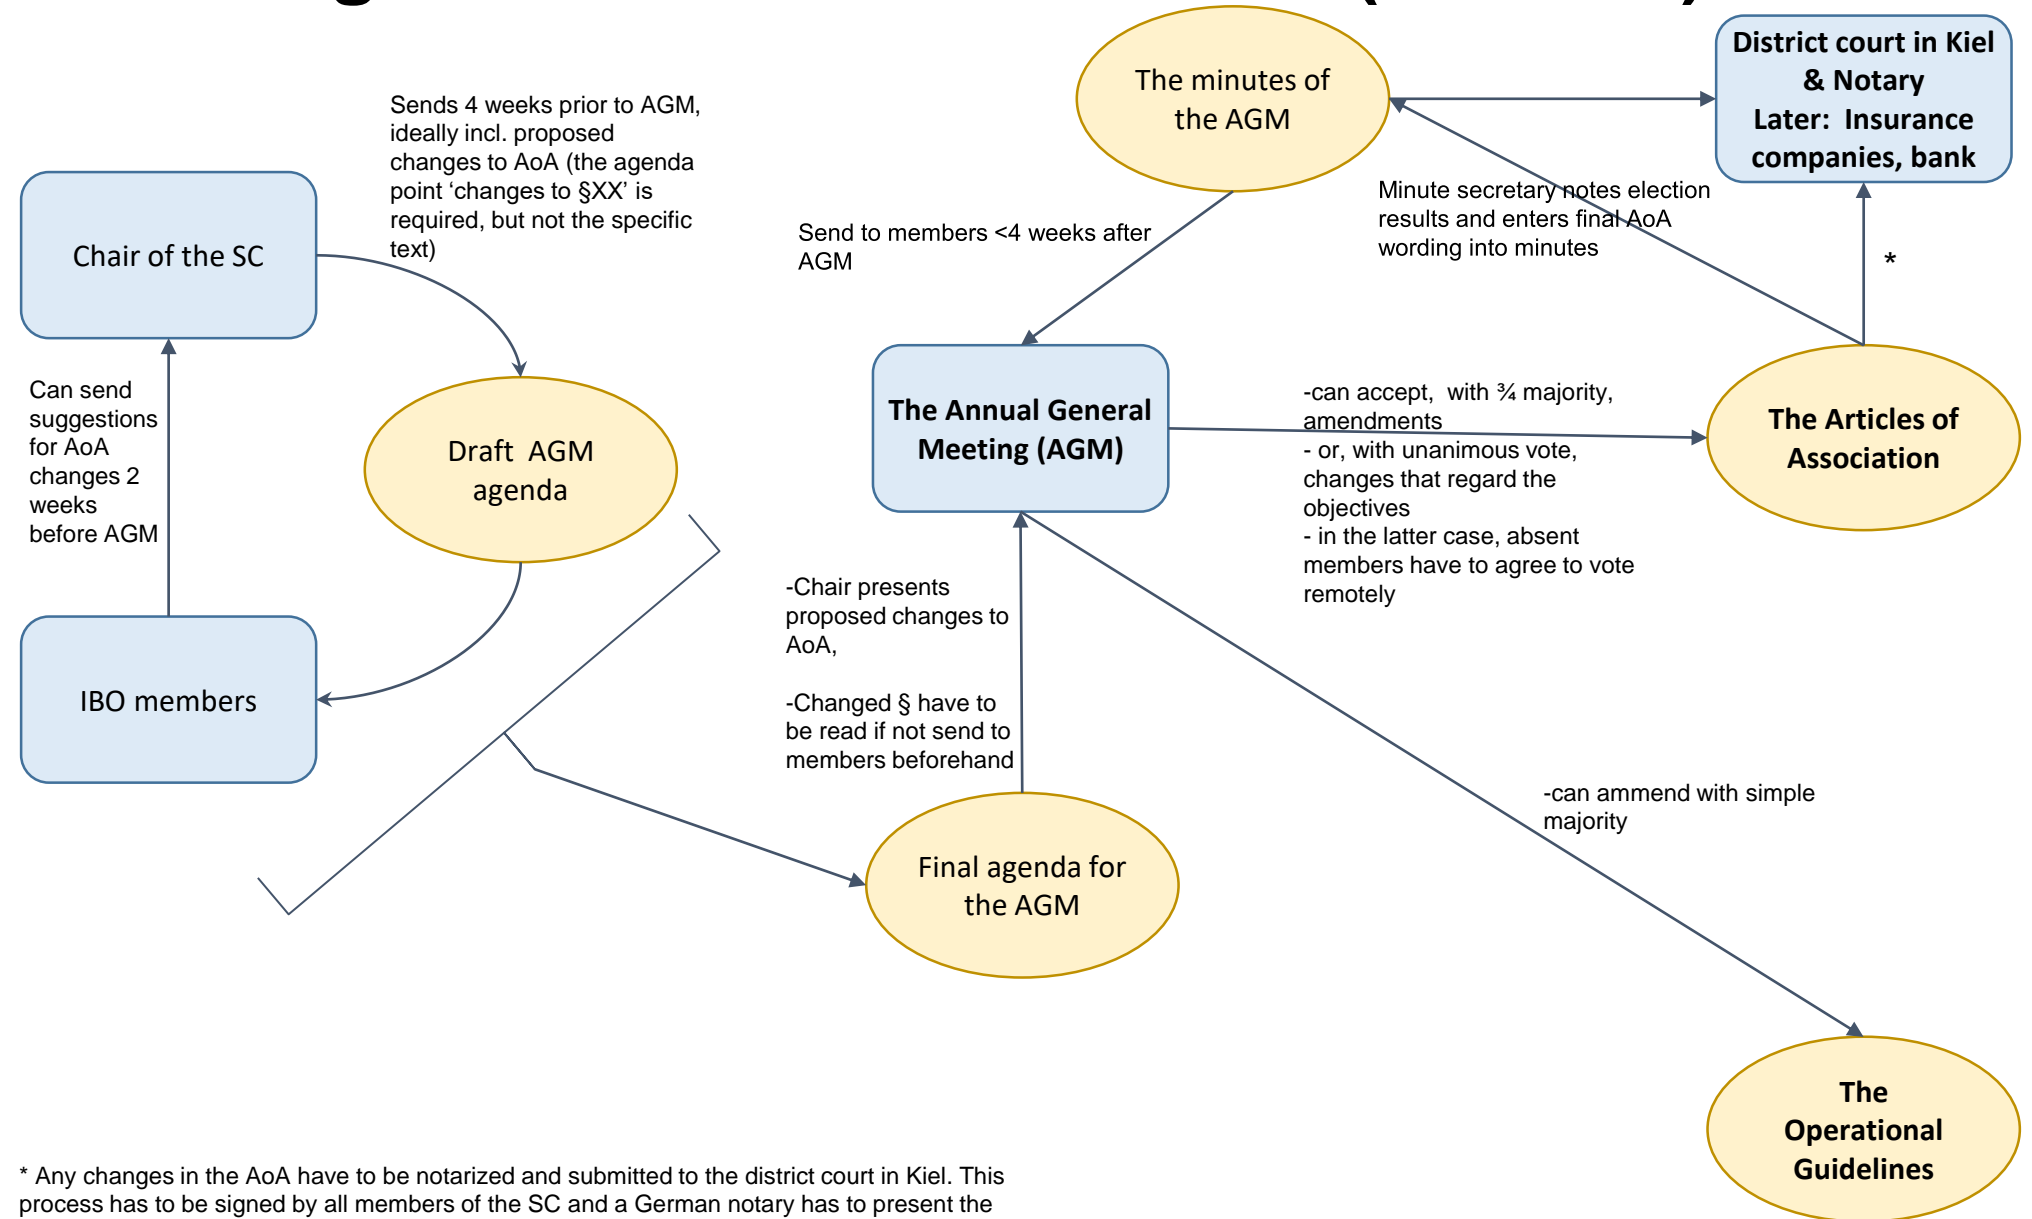 District court in Kiel
& Notary
Later: Insurance
companies, bank
The minutes of
the AGM
Sends 4 weeks prior to AGM,
ideally incl. proposed
changes to AoA (the agenda
point ‘changes to §XX’ is
required, but not the specific
text)
Chair of the SC
Minute secretary notes election
results and enters final AoA
wording into minutes
Send to members <4 weeks after
AGM
*
Can send
suggestions
for AoA
changes 2
weeks
before AGM
Draft AGM
agenda
The Annual General
Meeting (AGM)
-can accept, with ¾ majority,
amendments
- or, with unanimous vote,
changes that regard the
objectives
- in the latter case, absent
members have to agree to vote
remotely
The Articles of
Association
IBO members
-Chair presents
proposed changes to
AoA,
-Changed § have to
be read if not send to
members beforehand
-can ammend with simple
majority
Final agenda for
the AGM
The
Operational
Guidelines
* Any changes in the AoA have to be notarized and submitted to the district court in Kiel. This
process has to be signed by all members of the SC and a German notary has to present the